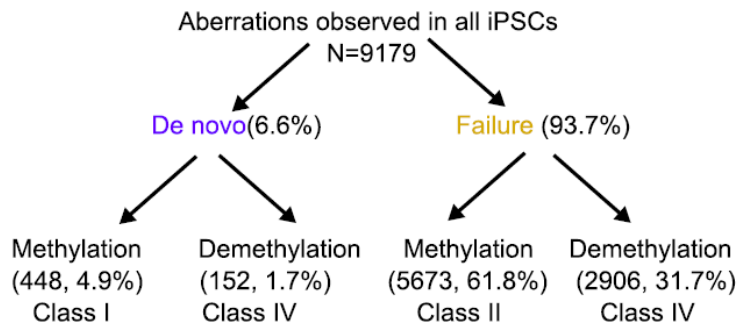 Aberrations observed in all iPSCs
N=9179
De novo(6.6%)
Failure (93.7%)
Methylation
(448, 4.9%)
Class I
Demethylation
(152, 1.7%)
Class IV
Methylation
(5673, 61.8%)
Class II
Demethylation
(2906, 31.7%)
Class IV